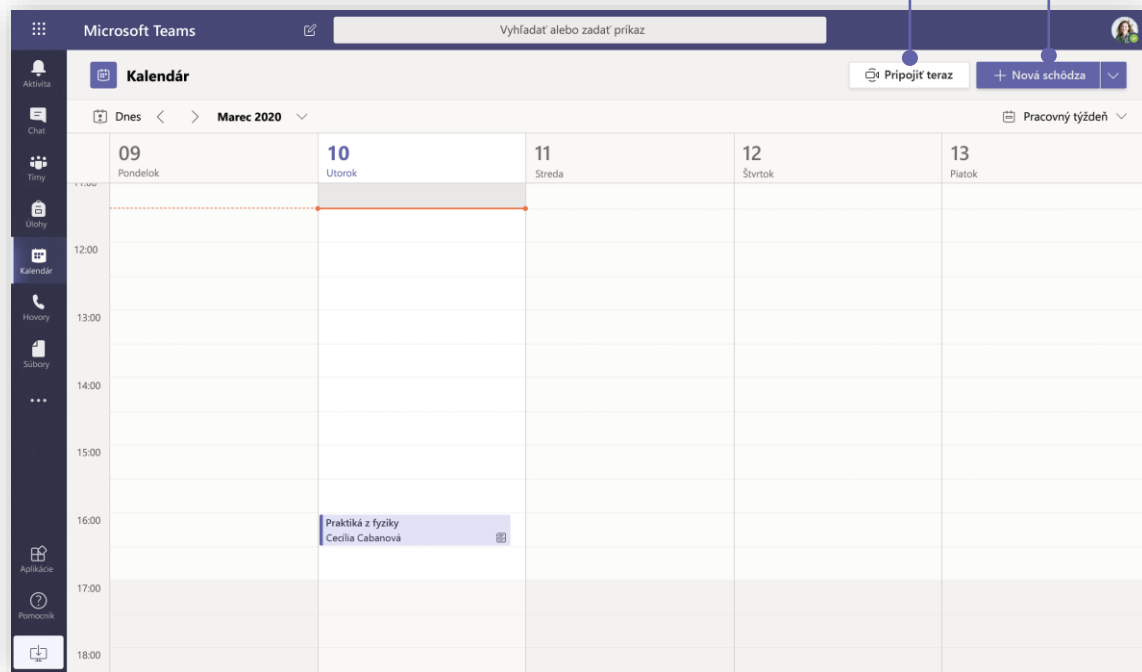 Microsoft Teams
Vyhľadať alebo zadať príkaz
Aktivita
Chat
Tímy
Úlohy
Kalendár
Hovory
Súbory
Aplikácie
Pomocník
Kalendár
Pripojiť teraz
+ Nová schôdza
Dnes
Marec 2020
Pracovný týždeň
09
Pondelok
10
Utorok
11
Streda
12
Štvrtok
13
Piatok
11:00
12:00
13:00
14:00
15:00
16:00
Praktiká z fyziky
Cecília Cabanová
17:00
18:00